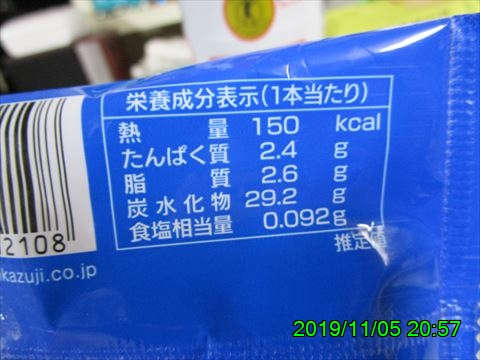 栄養成分表示(1本当たり)
熱量 150 kcal
たんぱく質 2.4 g
脂質 2.6 g
炭水化物 29.2 g
食塩相当量 0.092 g
推定値
2108
akazuji.co.jp
2019/11/05 20:57